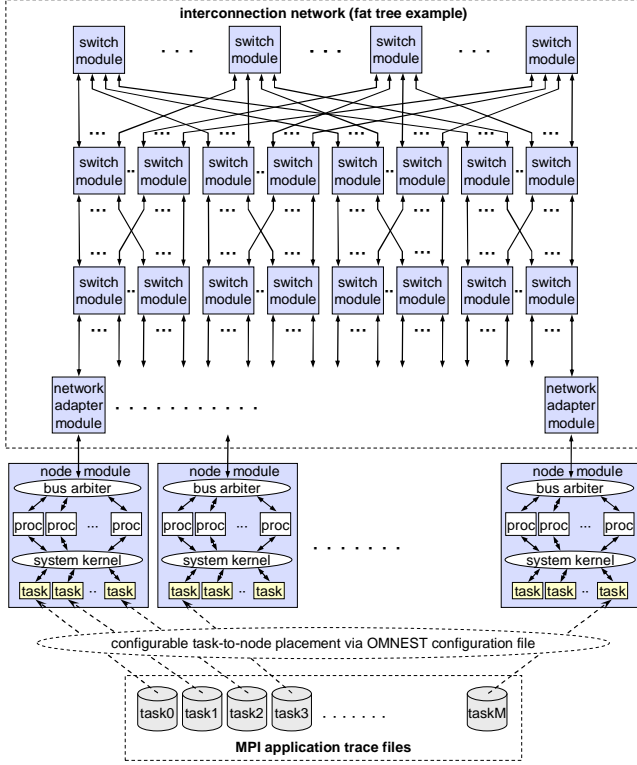 interconnection network (fat tree example)
switch module . . . switch module . . . switch module . . . switch module
... ... ... ... ... ... ... ...
switch module .. switch module switch module .. switch module switch module .. switch module switch module .. switch module
... ... ... ... ... ... ... ...
switch module .. switch module switch module .. switch module switch module .. switch module switch module .. switch module
... ... ... ... ... ... ... ...
network adapter module . . . . . . . . . . . network adapter module
node module node module node module
bus arbiter bus arbiter bus arbiter
proc proc ... proc proc proc ... proc proc proc ... proc
. . . . . . .
system kernel system kernel system kernel
task task .. task task task .. task task task .. task
configurable task-to-node placement via OMNEST configuration file
task0 task1 task2 task3 . . . . . . . taskM
MPI application trace files